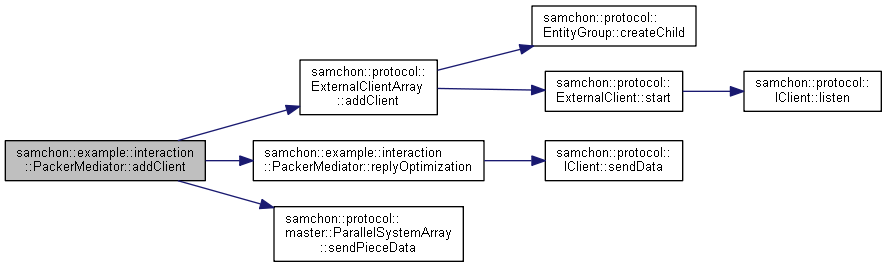 samchon::protocol::
EntityGroup::createChild
samchon::protocol::
ExternalClientArray
::addClient
samchon::protocol::
ExternalClient::start
samchon::protocol::
IClient::listen
samchon::example::interaction
::PackerMediator::addClient
samchon::example::interaction
::PackerMediator::replyOptimization
samchon::protocol::
IClient::sendData
samchon::protocol::
master::ParallelSystemArray
::sendPieceData